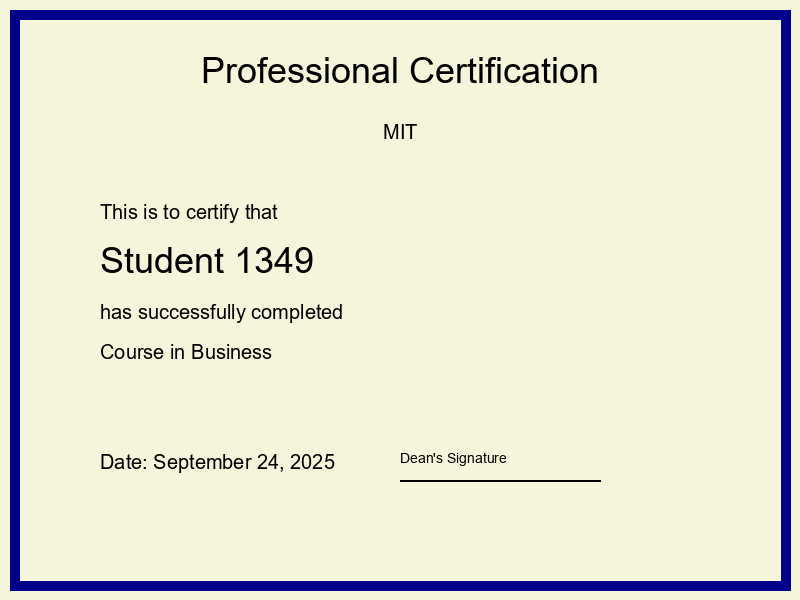 Professional Certification
MIT
This is to certify that
Student 1349
has successfully completed
Course in Business
Date: September 24, 2025
Dean's Signature